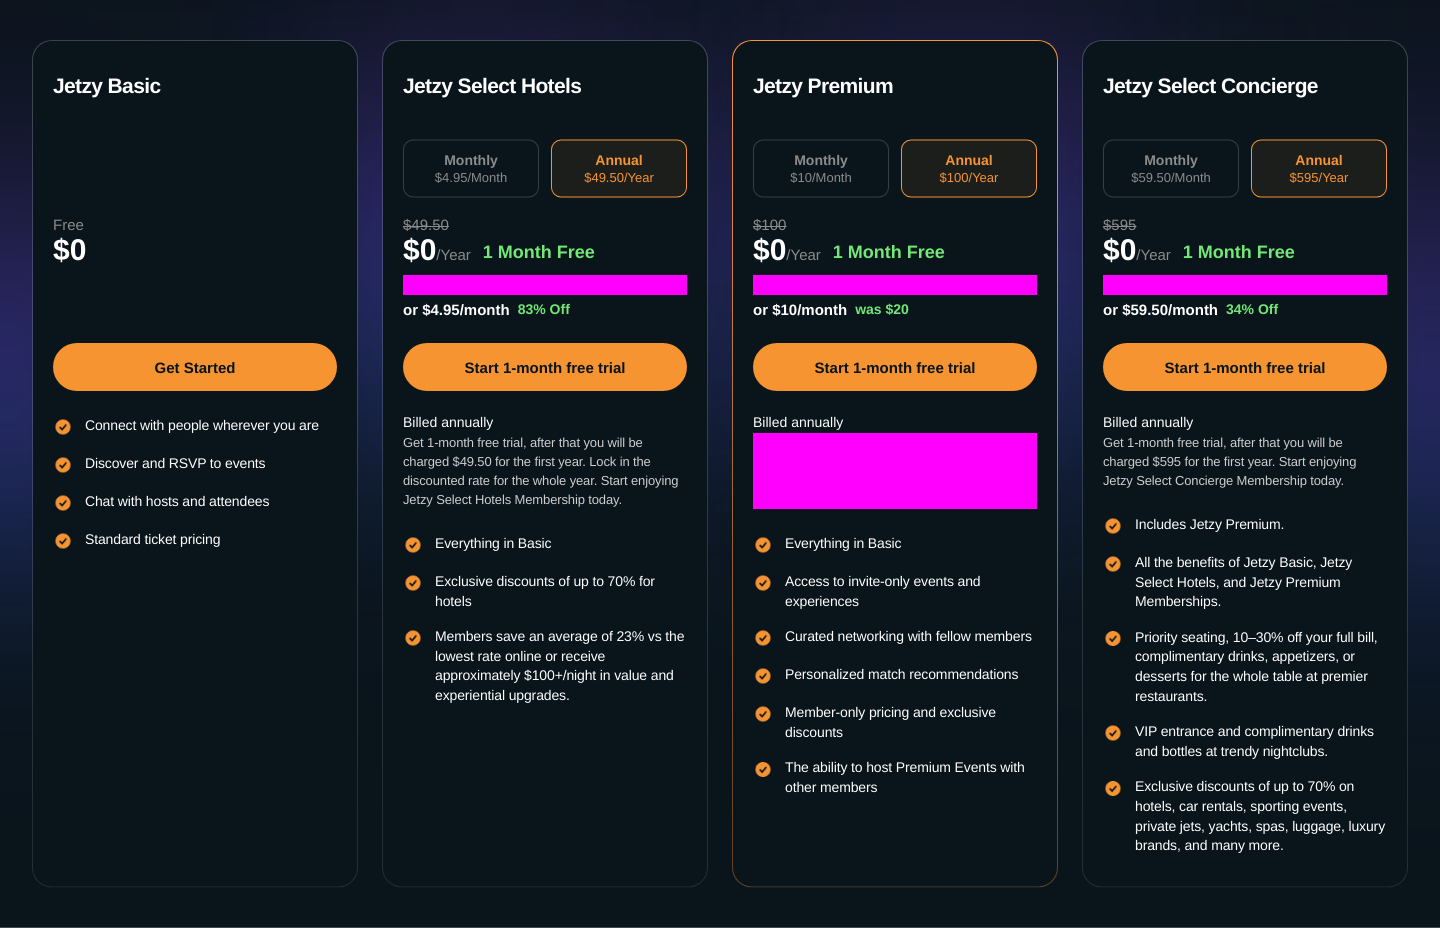 Jetzy Basic
Free
$0
Get Started
Connect with people wherever you are
Discover and RSVP to events
Chat with hosts and attendees
Standard ticket pricing
Jetzy Select Hotels
Monthly
$4.95/Month
Annual
$49.50/Year
$49.50
$0/Year 1 Month Free
or $4.95/month 83% Off
Start 1-month free trial
Billed annually
Get 1-month free trial, after that you will be
charged $49.50 for the first year. Lock in the
discounted rate for the whole year. Start enjoying
Jetzy Select Hotels Membership today.
Everything in Basic
Exclusive discounts of up to 70% for
hotels
Members save an average of 23% vs the
lowest rate online or receive
approximately $100+/night in value and
experiential upgrades.
Jetzy Premium
Monthly
$10/Month
Annual
$100/Year
$100
$0/Year 1 Month Free
or $10/month was $20
Start 1-month free trial
Billed annually
Everything in Basic
Access to invite-only events and
experiences
Curated networking with fellow members
Personalized match recommendations
Member-only pricing and exclusive
discounts
The ability to host Premium Events with
other members
Jetzy Select Concierge
Monthly
$59.50/Month
Annual
$595/Year
$595
$0/Year 1 Month Free
or $59.50/month 34% Off
Start 1-month free trial
Billed annually
Get 1-month free trial, after that you will be
charged $595 for the first year. Start enjoying
Jetzy Select Concierge Membership today.
Includes Jetzy Premium.
All the benefits of Jetzy Basic, Jetzy
Select Hotels, and Jetzy Premium
Memberships.
Priority seating, 10–30% off your full bill,
complimentary drinks, appetizers, or
desserts for the whole table at premier
restaurants.
VIP entrance and complimentary drinks
and bottles at trendy nightclubs.
Exclusive discounts of up to 70% on
hotels, car rentals, sporting events,
private jets, yachts, spas, luggage, luxury
brands, and many more.